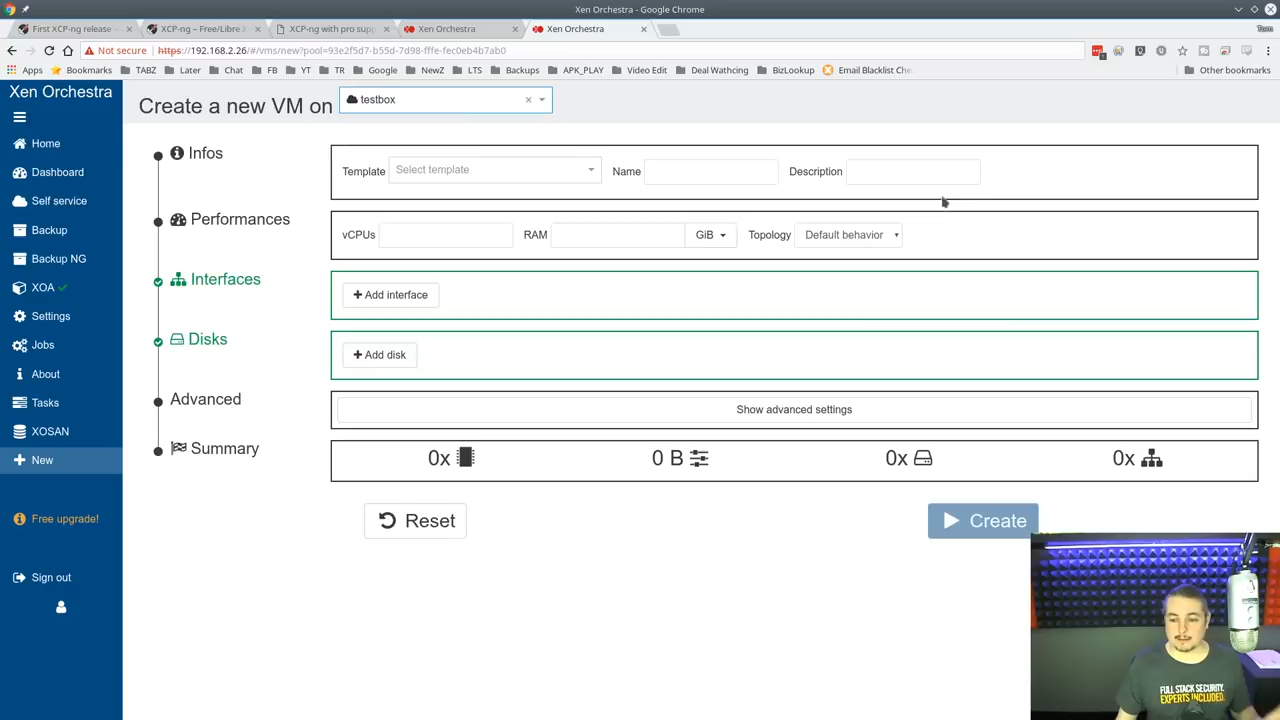 Xen Orchestra - Google Chrome
First XCP-ng release
XCP-ng – Free/Libre X
XCP-ng with pro supp
Xen Orchestra
Xen Orchestra
Tom
Not secure
https://192.168.2.26/#/vms/new?pool=93e2f5d7-b55d-7d98-fffe-fec0eb4b7ab0
Apps
Bookmarks
TABZ
Later
Chat
FB
YT
TR
Google
NewZ
LTS
Backups
APK_PLAY
Video Edit
Deal Wathcing
BizLookup
Email Blacklist Che
Other bookmarks
Xen Orchestra
Home
Dashboard
Self service
Backup
Backup NG
XOA
Settings
Jobs
About
Tasks
XOSAN
New
Free upgrade!
Sign out
Create a new VM on
testbox
Infos
Template
Select template
Name
Description
Performances
vCPUs
RAM
GiB
Topology
Default behavior
Interfaces
Add interface
Disks
Add disk
Advanced
Show advanced settings
Summary
0x
0 B
0x
0x
Reset
Create
FULL STACK SECURITY.
EXPERTS INCLUDED.